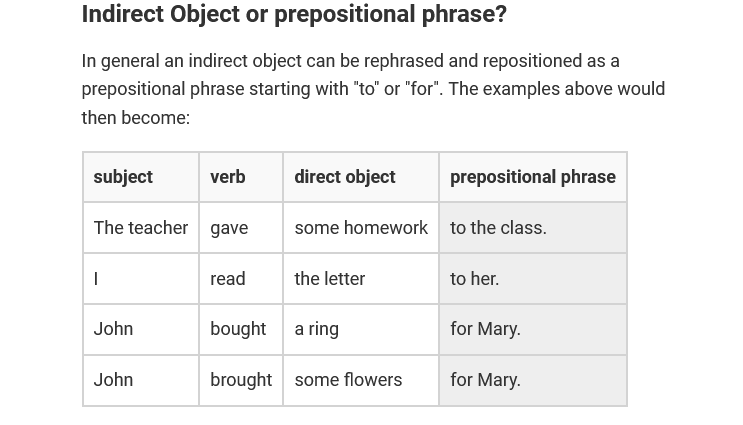 Indirect Object or prepositional phrase?
In general an indirect object can be rephrased and repositioned as a
prepositional phrase starting with "to" or "for". The examples above would
then become:
subject verb direct object prepositional phrase
The teacher gave some homework to the class.
I read the letter to her.
John bought a ring for Mary.
John brought some flowers for Mary.